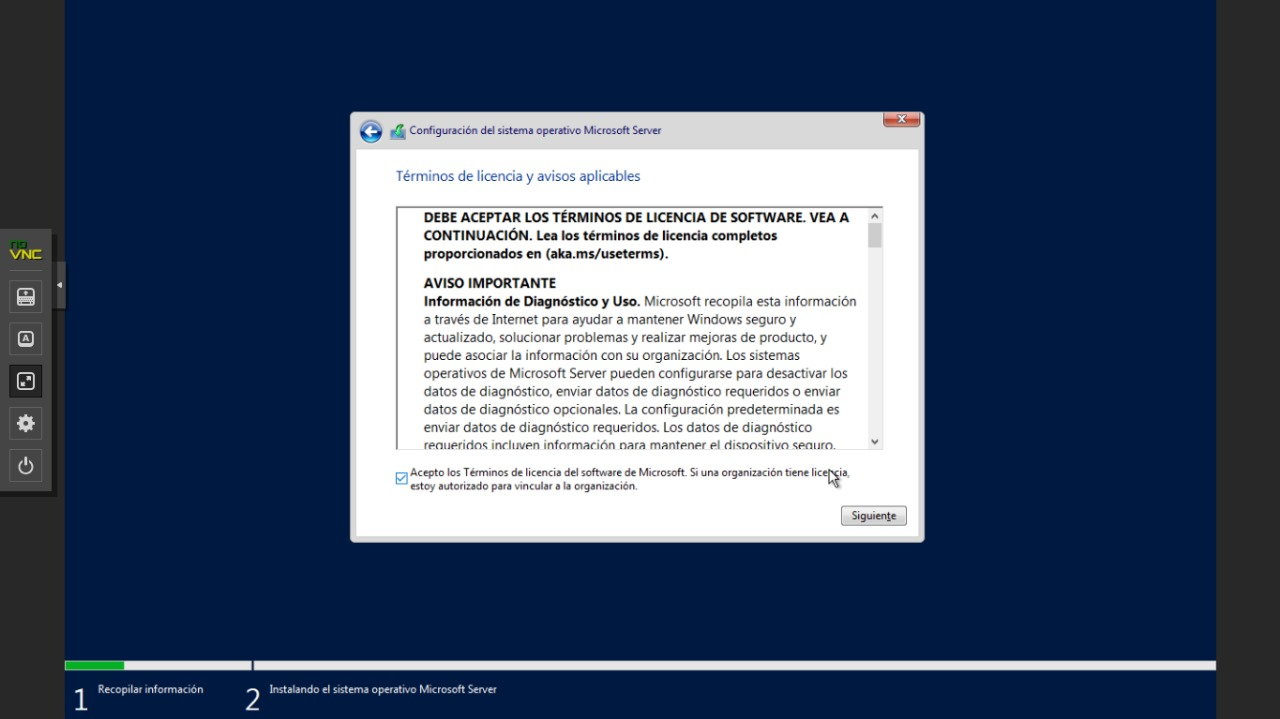 Configuración del sistema operativo Microsoft Server
Términos de licencia y avisos aplicables
DEBE ACEPTAR LOS TÉRMINOS DE LICENCIA DE SOFTWARE. VEA A
CONTINUACIÓN. Lea los términos de licencia completos
proporcionados en (aka.ms/useterms).
AVISO IMPORTANTE
Información de Diagnóstico y Uso. Microsoft recopila esta información
a través de Internet para ayudar a mantener Windows seguro y
actualizado, solucionar problemas y realizar mejoras de producto, y
puede asociar la información con su organización. Los sistemas
operativos de Microsoft Server pueden configurarse para desactivar los
datos de diagnóstico, enviar datos de diagnóstico requeridos o enviar
datos de diagnóstico opcionales. La configuración predeterminada es
enviar datos de diagnóstico requeridos. Los datos de diagnóstico
requeridos incluyen información para mantener el dispositivo seguro.
Acepto los Términos de licencia del software de Microsoft. Si una organización tiene licencia,
estoy autorizado para vincular a la organización.
Siguiente
no
VNC
A
1 Recopilar información
2 Instalando el sistema operativo Microsoft Server